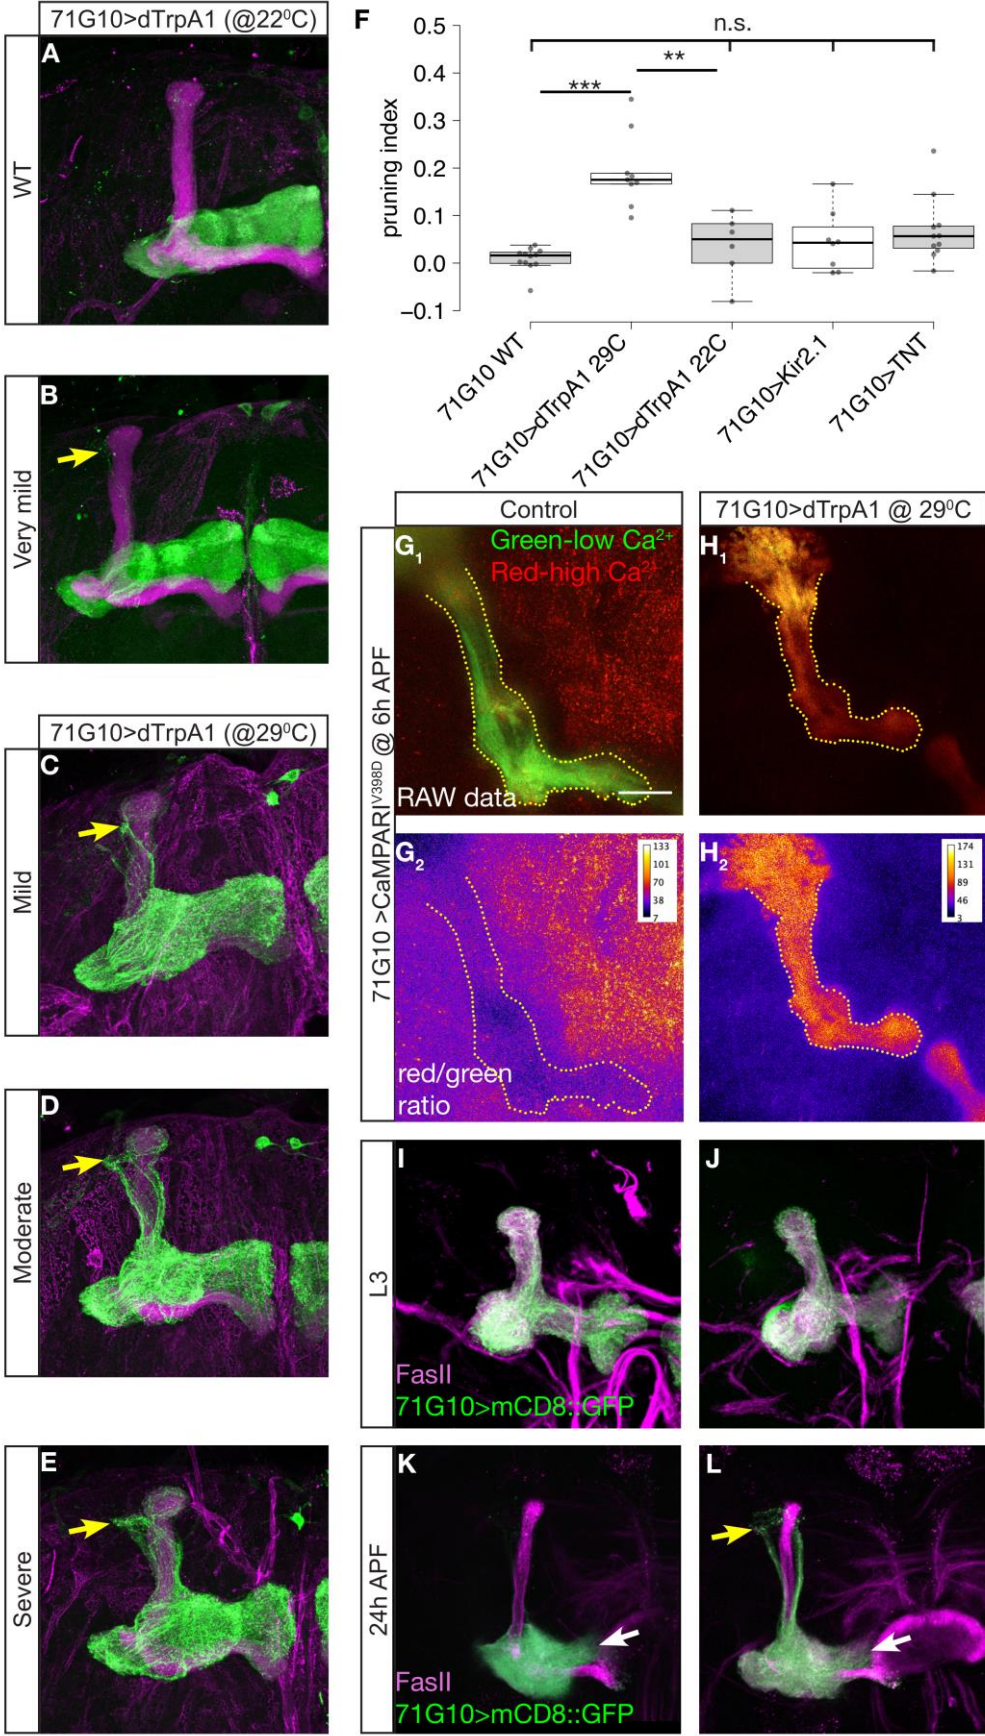 71G10>dTrpA1 (@22⁰C)
WT
A
Very mild
B
71G10>dTrpA1 (@29⁰C)
Mild
C
Moderate
D
Severe
E
F
pruning index
0.5
0.4
0.3
0.2
0.1
0.0
−0.1
n.s.
***
**
71G10 WT
71G10>dTrpA1 29C
71G10>dTrpA1 22C
71G10>Kir2.1
71G10>TNT
Control
71G10>dTrpA1 @ 29⁰C
71G10 >CaMPARIⱽ³⁹⁸ᴰ @ 6h APF
G₁
Green-low Ca²⁺
Red-high Ca²⁺
RAW data
H₁
G₂
133
101
70
38
7
red/green
ratio
H₂
174
131
89
46
3
L3
I
FasII
71G10>mCD8::GFP
J
24h APF
K
FasII
71G10>mCD8::GFP
L